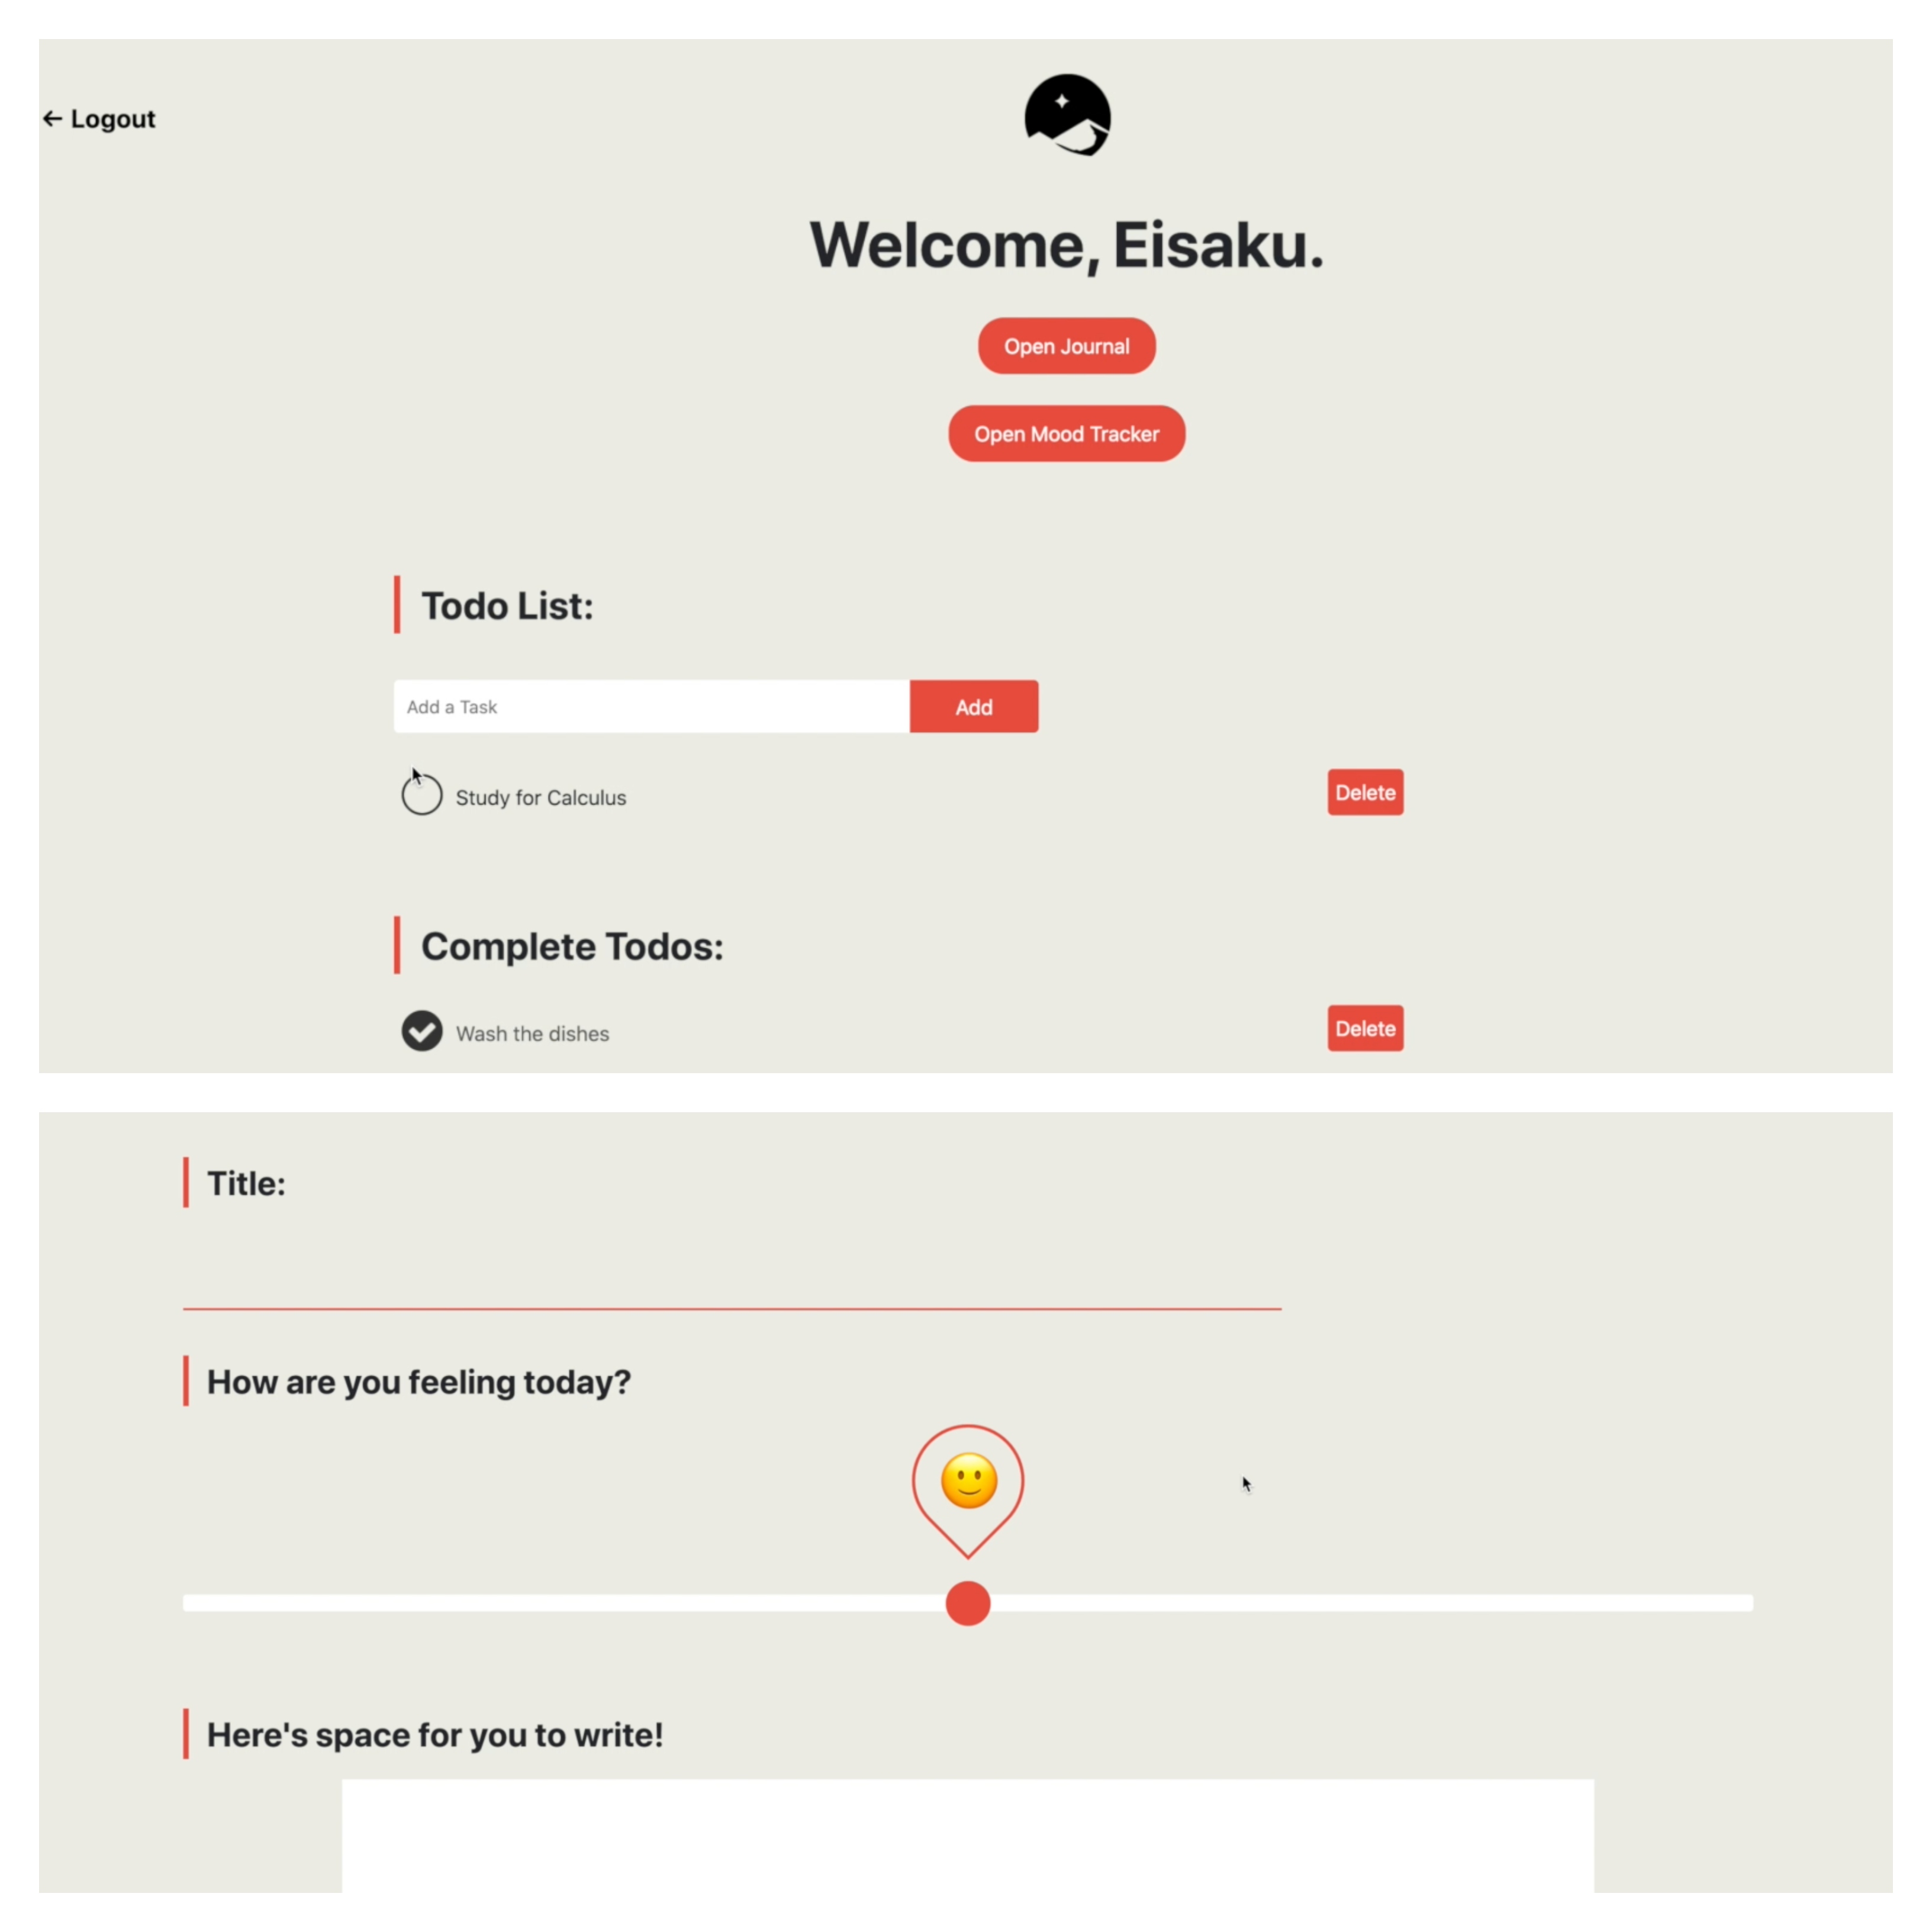 ← Logout
Welcome, Eisaku.
Open Journal
Open Mood Tracker
Todo List:
Add a Task
Add
Study for Calculus
Delete
Complete Todos:
Wash the dishes
Delete
Title:
How are you feeling today?
Here's space for you to write!